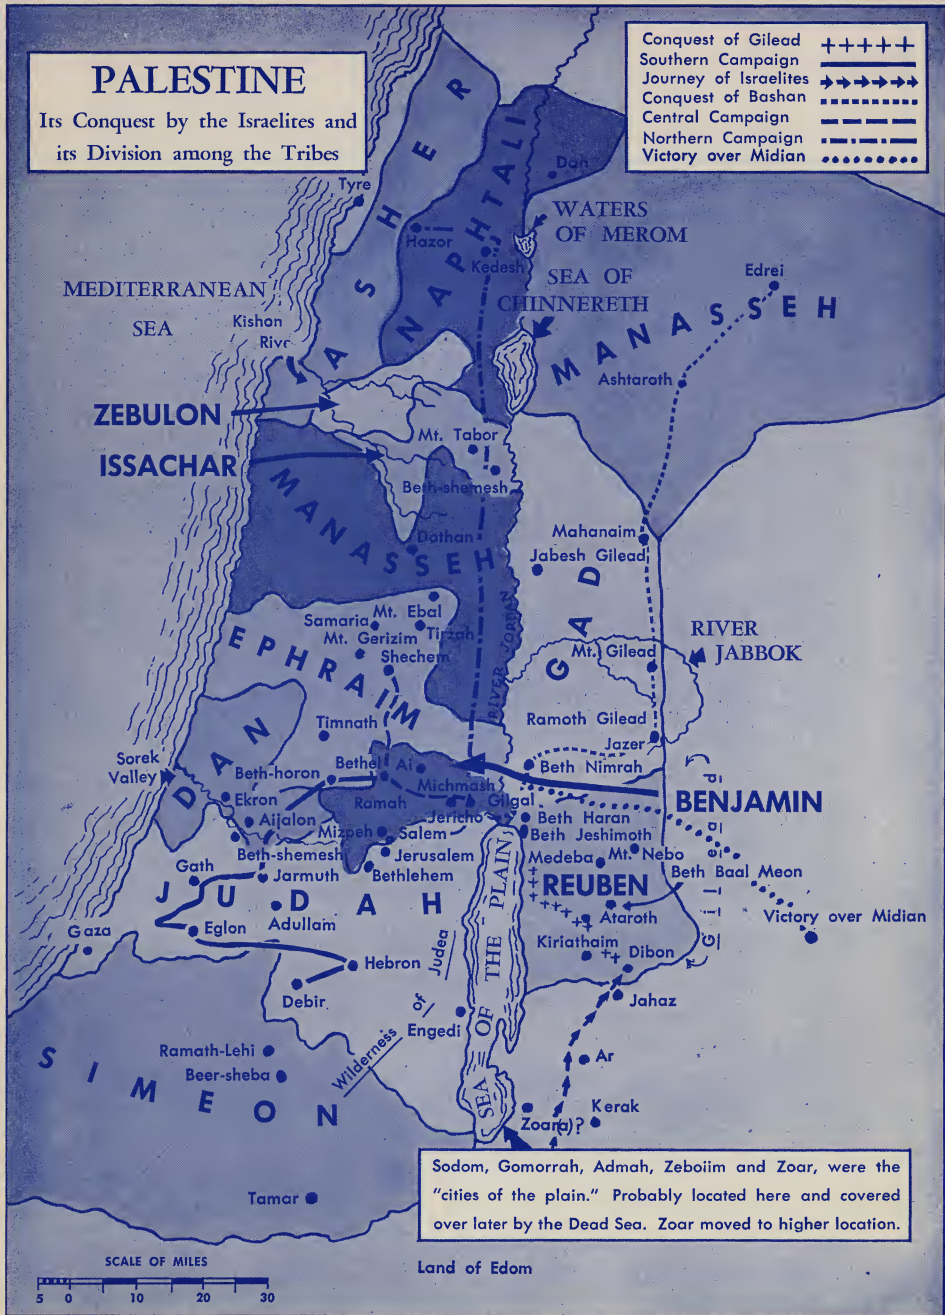 PALESTINE
Its Conquest by the Israelites and
its Division among the Tribes
Conquest of Gilead
Southern Campaign
Journey of Israelites
Conquest of Bashan
Central Campaign
Northern Campaign
Victory over Midian
ASHER
NAPHTALI
Dan
Tyre
WATERS
OF MEROM
Hazor
Kedesh
SEA OF
CHINNERETH
Edrei
MEDITERRANEAN
SEA
Kishon
MANASSEH
Ashtaroth
ZEBULON
Mt. Tabor
ISSACHAR
Beth-shemesh
MANASSEH
Dothan
Mahanaim
Jabesh Gilead
GAD
Mt. Ebal
Samaria
Tirzah
Mt. Gerizim
Shechem
EPHRAIM
RIVER JORDAN
RIVER
JABBOK
Mt. Gilead
Ramoth Gilead
Timnath
DAN
Jazer
Sorek
Valley
Beth-horon
Bethel
Ai
Beth Nimrah
Michmash
BENJAMIN
Ekron
Ramah
Gilgal
Jericho
Beth Haran
Aijalon
Mizpeh
Salem
Beth Jeshimoth
Beth-shemesh
Jerusalem
Medeba
Mt. Nebo
Gilead
Gath
Jarmuth
Bethlehem
Beth Baal Meon
REUBEN
JUDAH
Adullam
Ataroth
Victory over Midian
Gaza
Eglon
Kiriathaim
Dibon
Hebron
Debir
Jahaz
Wilderness of Judea
Engedi
SEA OF THE PLAIN
Ramath-Lehi
Beer-sheba
Ar
SIMEON
Kerak
Zoar(a)?
Tamar
Sodom, Gomorrah, Admah, Zeboiim and Zoar, were the
"cities of the plain." Probably located here and covered
over later by the Dead Sea. Zoar moved to higher location.
SCALE OF MILES
5 0 10 20 30
Land of Edom